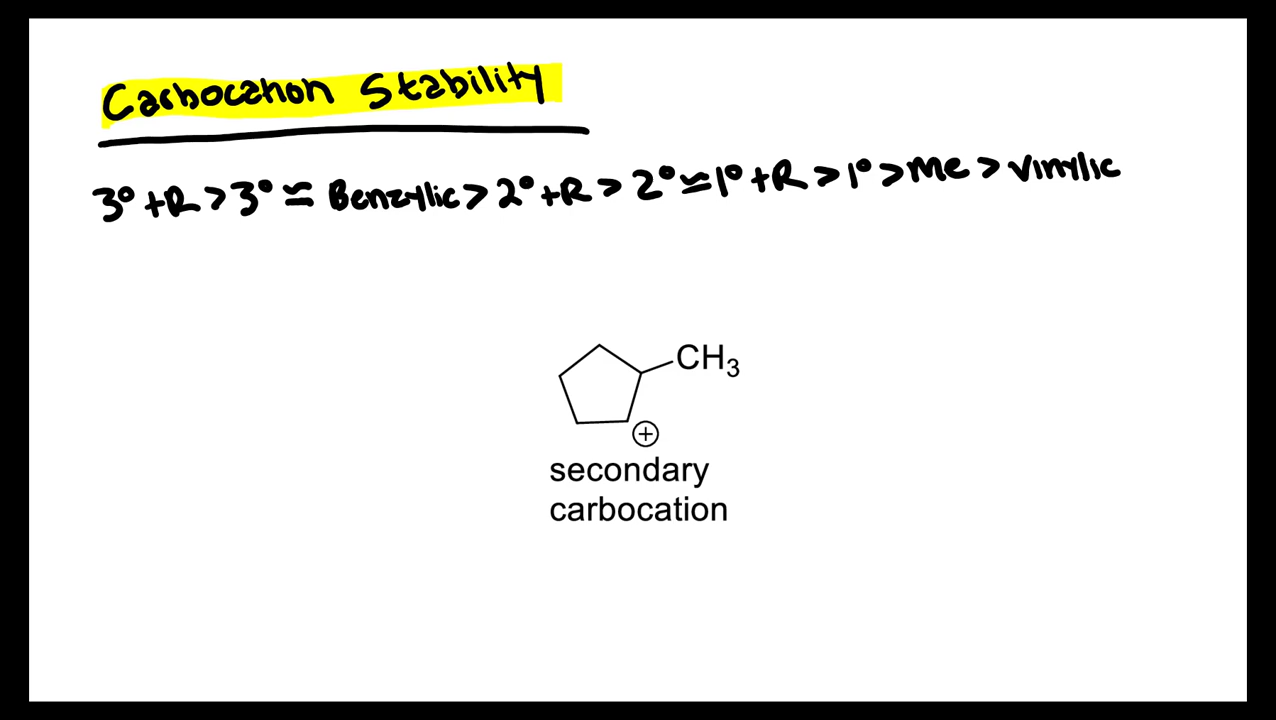 Carbocation Stability
3° +R > 3° ≃ Benzylic > 2° +R > 2° ≃ 1° +R > 1° > Me > Vinylic
CH3
⊕
secondary
carbocation